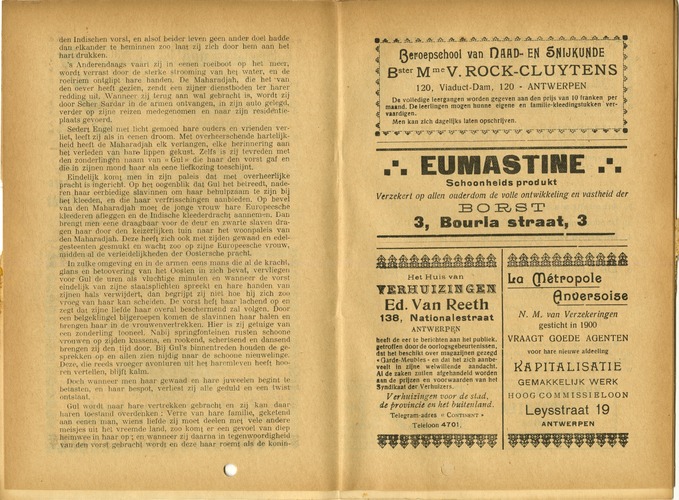 den Indischen vorst, en alsof beider leven geen ander doel hadde
dan elkander te beminnen zoo laat zij zich door hem aan het
hart drukken.
's Anderendaags vaart zij in eenen roeiboot op het meer,
wordt verrast door de sterke strooming van het water, en de
roeiriem ontglipt haar handen. De Maharadjah, die het van
den oever heeft gezien, zendt een zijner dienstboden ter harer
redding uit. Wanneer zij terug aan wal gebracht is, wordt zij
door Scher Sardar in de armen ontvangen, in zijn auto gelegd,
verder op zijne reizen medegenomen en naar zijn residentie-
plaats gevoerd.
Sedert Engel niet licht gemoed hare ouders en vrienden ver-
liet, leeft zij als in eenen droom. Met overheerschende hartelijk-
heid heeft de Maharadjah elk verlangen, elke herinnering aan
het verleden van hare lippen gekust. Zelfs is zij tevreden met
den zonderlingen naam van « Gul » die haar den vorst gaf en
die in zijnen mond haar als eene liefkozing toeschijnt.
Eindelijk komt men in zijn paleis dat met overheerlijke
pracht is ingericht. Op het oogenblik dat Gul het betreedt, nade-
ren haar eerbiedige slavinnen om haar behulpzaam te zijn bij
het kleeden, en die haar verfrisschingen aanbieden. Op bevel
van den Maharadjah moet de jonge vrouw hare Europeesche
kleederen afleggen en de Indische kleederdracht aannemen. Dan
brengt men eene draagbaar voor de deur en zwarte slaven dra-
gen haar door den keizerlijken tuin naar het woonpaleis van
den Maharadjah. Deze heeft zich ook met zijden gewaad en edel-
gesteenten gesmukt en wacht zoo op zijne Europeesche vrouw,
midden al de verleidelijkheden der Oostersche pracht.
In zulke omgeving en in de armen eens mans die al de kracht,
glans en betoovering van het Oosten in zich bevat, vervliegen
voor Gul de uren als vluchtige minuten en wanneer de vorst
eindelijk van zijne staatsplichten spreekt en hare handen van
zijnen hals verwijdert, dan begrijpt zij niet hoe hij zich zoo
vroeg van haar kan scheiden. De vorst heeft haar lachend op en
zegt dat zijne liefde haar overal beschermend zal volgen. Door
een belgeklingel bijgeroepen komen de slavinnen haar halen en
brengen haar in de vrouwenvertrekken. Hier is zij getuige van
een zonderling tooneel. Nabij springfonteinen rusten schoone
vrouwen op zijden kussens, en rookend, schertsend en dansend
brengen zij den tijd door. Bij Gul's binnentreden houden de ge-
sprekken op en allen zien nijdig naar de schoone nieuwelinge.
Deze, die reeds vroeger avonturen uit het haremleven heeft hoo-
ren vertellen, blijft kalm.
Doch wanneer men haar gewaad en hare juweelen begint te
betasten, en haar bespot, verliest zij alle geduld en een twist
ontstaat.
Gul wordt naar hare vertrekken gebracht en zij kan daar-
haren toestand overdenken : Verre van hare familie, geketend
aan eenen man, wiens liefde zij moet deelen met vele andere
meisjes uit het vreemde land, zoo komt er een gevoel van diep
heimwee in haar op ; en wanneer zij daarna in tegenwoordigheid
van den vorst gebracht wordt en deze haar roemt als de konin-
Beroepschool van NAAD- EN SNIJKUNDE
Bster Mme V. ROCK-CLUYTENS
120, Viaduct-Dam, 120 - ANTWERPEN
De volledige leergangen worden gegeven aan den prijs van 10 franken per
maand. De leerlingen mogen hunne eigene en familie-kleedingstukken ver-
vaardigen.
Men kan zich dagelijks laten opschrijven.
EUMASTINE
Schoonheids produkt
Verzekert op allen ouderdom de volle ontwikkeling en vastheid der
BORST
3, Bourla straat, 3
Het Huis van
VERHUIZINGEN
Ed. Van Reeth
138, Nationalestraat
ANTWERPEN
heeft de eer te berichten aan het publiek,
getroffen door de oorlogsgebeurtenissen,
dat het beschikt over magazijnen gezegd
«Garde-Meubles» en dat het zich aanbe-
veelt in zijne welwillende aandacht.
Al de zaken zullen afgehandeld worden
aan de prijzen en voorwaarden van het
Syndikaat der Verhuizers.
Verhuizingen voor de stad,
de provincie en het buitenland.
Telegram-adres « CONTIBENT »
Telefoon 4701.
La Métropole
Anversoise
N. M. van Verzekeringen
gesticht in 1900
VRAAGT GOEDE AGENTEN
voor hare nieuwe afdeeling
KAPITALISATIE
GEMAKKELIJK WERK
HOOG COMMISSIELOON
Leysstraat 19
ANTWERPEN